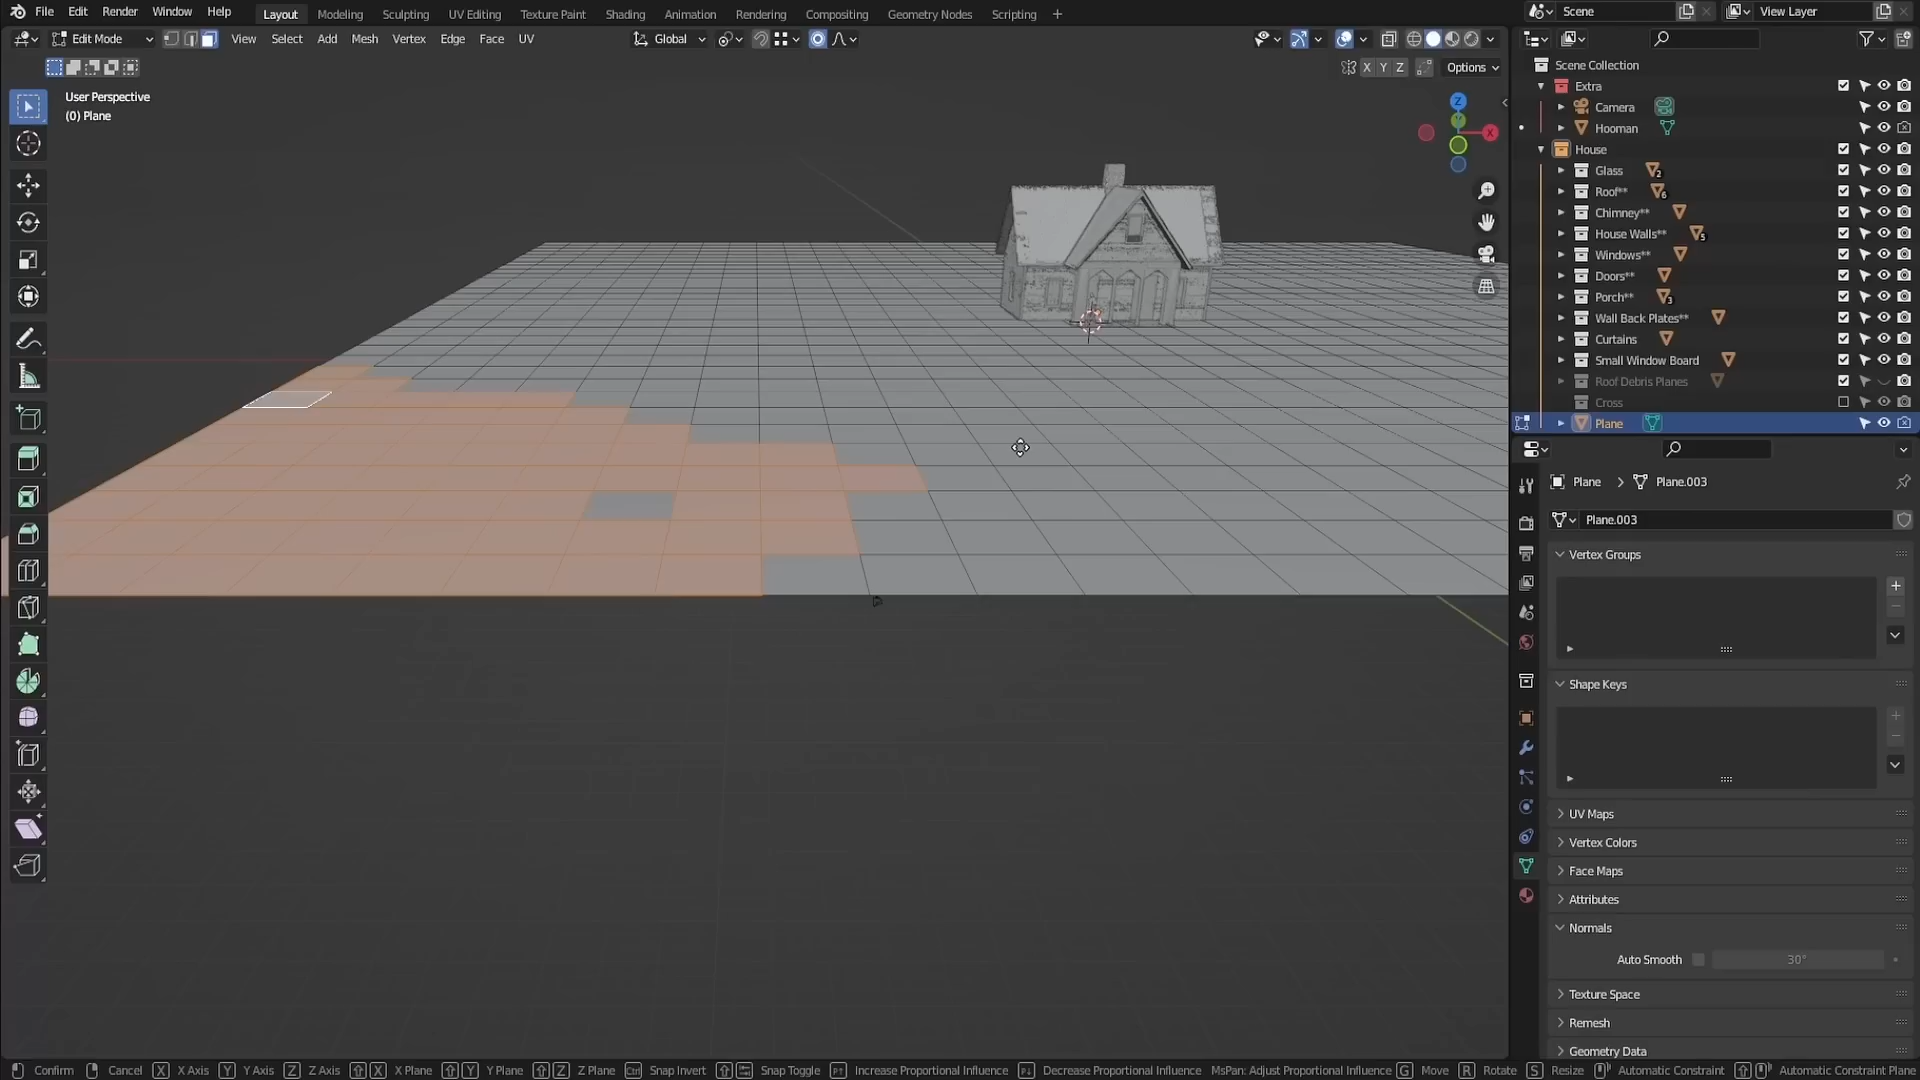 File Edit Render Window Help
Layout Modeling Sculpting UV Editing Texture Paint Shading Animation Rendering Compositing Geometry Nodes Scripting +
Scene
View Layer
Edit Mode
View Select Add Mesh Vertex Edge Face UV
Global
X Y Z
Options
User Perspective
(0) Plane
Z
X
Scene Collection
Extra
Camera
Hooman
House
Glass 2
Roof** 6
Chimney**
House Walls** 5
Windows**
Doors**
Porch** 3
Wall Back Plates**
Curtains
Small Window Board
Roof Debris Planes
Cross
Plane
Plane > Plane.003
Plane.003
Vertex Groups
Shape Keys
UV Maps
Vertex Colors
Face Maps
Attributes
Normals
Auto Smooth 30°
Texture Space
Remesh
Geometry Data
Confirm Cancel X X Axis Y Y Axis Z Z Axis X X Plane Y Y Plane Z Z Plane Ctrl Snap Invert Snap Toggle Increase Proportional Influence Decrease Proportional Influence MsPan: Adjust Proportional Influence G Move R Rotate S Resize Automatic Constraint Automatic Constraint Plane